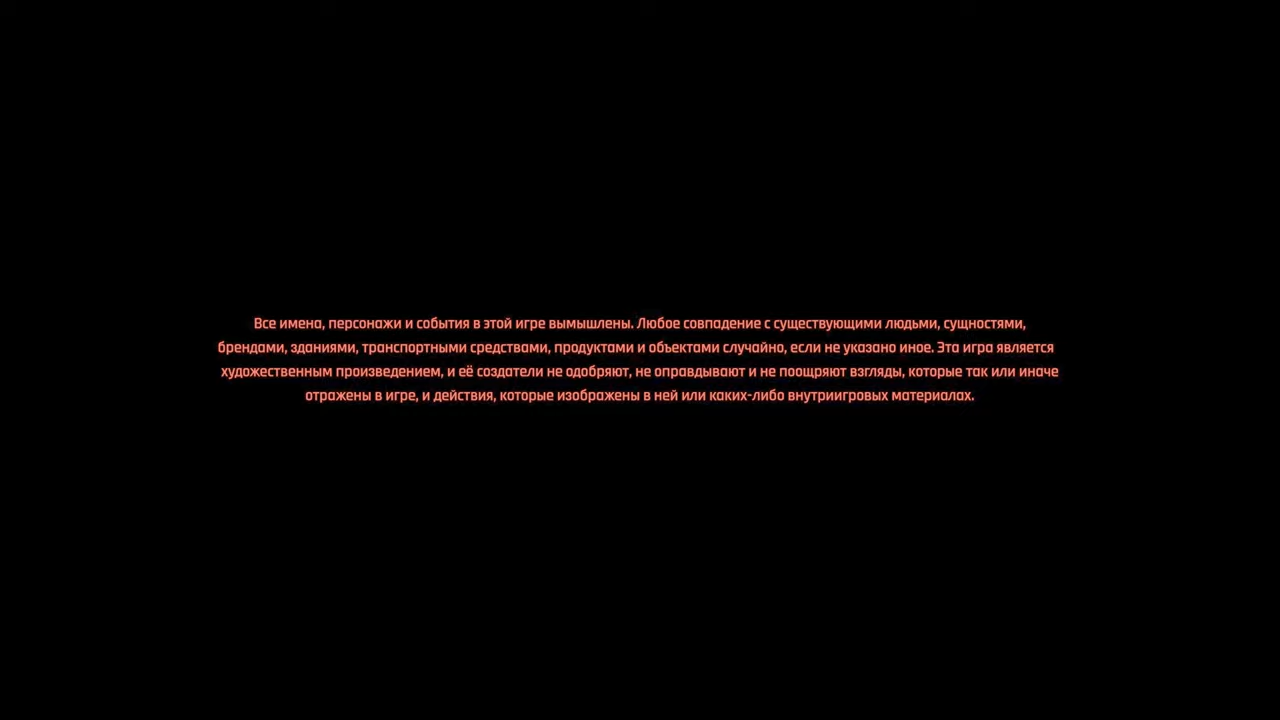 Все имена, персонажи и события в этой игре вымышлены. Любое совпадение с существующими людьми, сущностями,
брендами, зданиями, транспортными средствами, продуктами и объектами случайно, если не указано иное. Эта игра является
художественным произведением, и её создатели не одобряют, не оправдывают и не поощряют взгляды, которые так или иначе
отражены в игре, и действия, которые изображены в ней или каких-либо внутриигровых материалах.